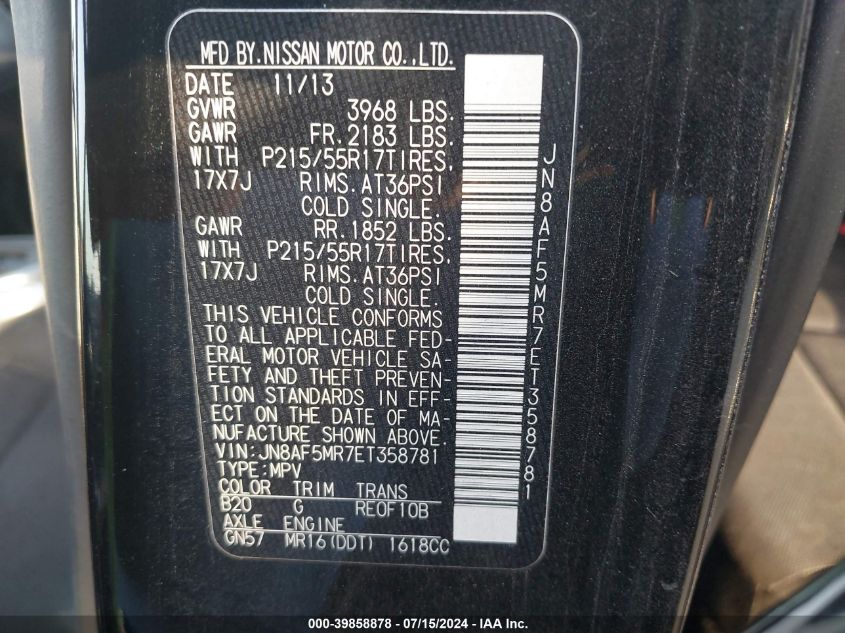 MFD BY.NISSAN MOTOR CO.,LTD.
DATE 11/13
GVWR 3968 LBS.
GAWR FR.2183 LBS.
WITH P215/55R17TIRES,
17X7J RIMS.AT36PSI
COLD SINGLE.
GAWR RR.1852 LBS.
WITH P215/55R17TIRES,
17X7J RIMS.AT36PSI
COLD SINGLE.
THIS VEHICLE CONFORMS
TO ALL APPLICABLE FED-
ERAL MOTOR VEHICLE SA-
FETY AND THEFT PREVEN-
TION STANDARDS IN EFF-
ECT ON THE DATE OF MA-
NUFACTURE SHOWN ABOVE.
VIN:JN8AF5MR7ET358781
TYPE:MPV
COLOR TRIM TRANS
B20 G RE0F10B
AXLE ENGINE
GN57 MR16(DDT) 1618CC
JN8AF5MR7ET358781
000-39858878 - 07/15/2024 - IAA Inc.